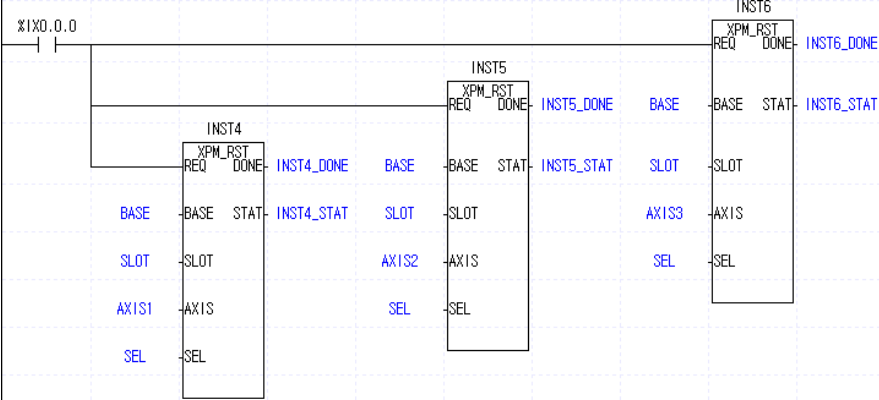 INST6
%IX0.0.0
XPM_RST
REQ DONE INST6_DONE
INST5
XPM_RST
REQ DONE INST5_DONE BASE BASE STAT INST6_STAT
INST4
XPM_RST
REQ DONE INST4_DONE BASE BASE STAT INST5_STAT SLOT SLOT
BASE BASE STAT INST4_STAT SLOT SLOT AXIS3 AXIS
SLOT SLOT AXIS2 AXIS SEL SEL
AXIS1 AXIS SEL SEL
SEL SEL